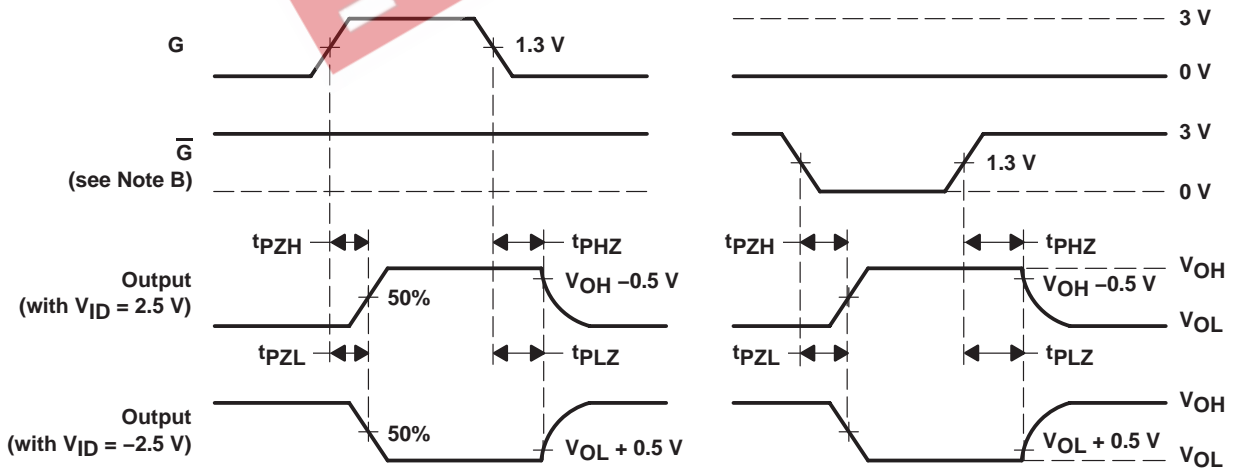 G
1.3 V
3 V
0 V
G
(see Note B)
3 V
1.3 V
0 V
tPZH
tPHZ
tPZH
tPHZ
Output
(with VID = 2.5 V)
50%
VOH −0.5 V
VOH −0.5 V
VOH
VOL
tPZL
tPLZ
tPZL
tPLZ
Output
(with VID = −2.5 V)
50%
VOL + 0.5 V
VOL + 0.5 V
VOH
VOL